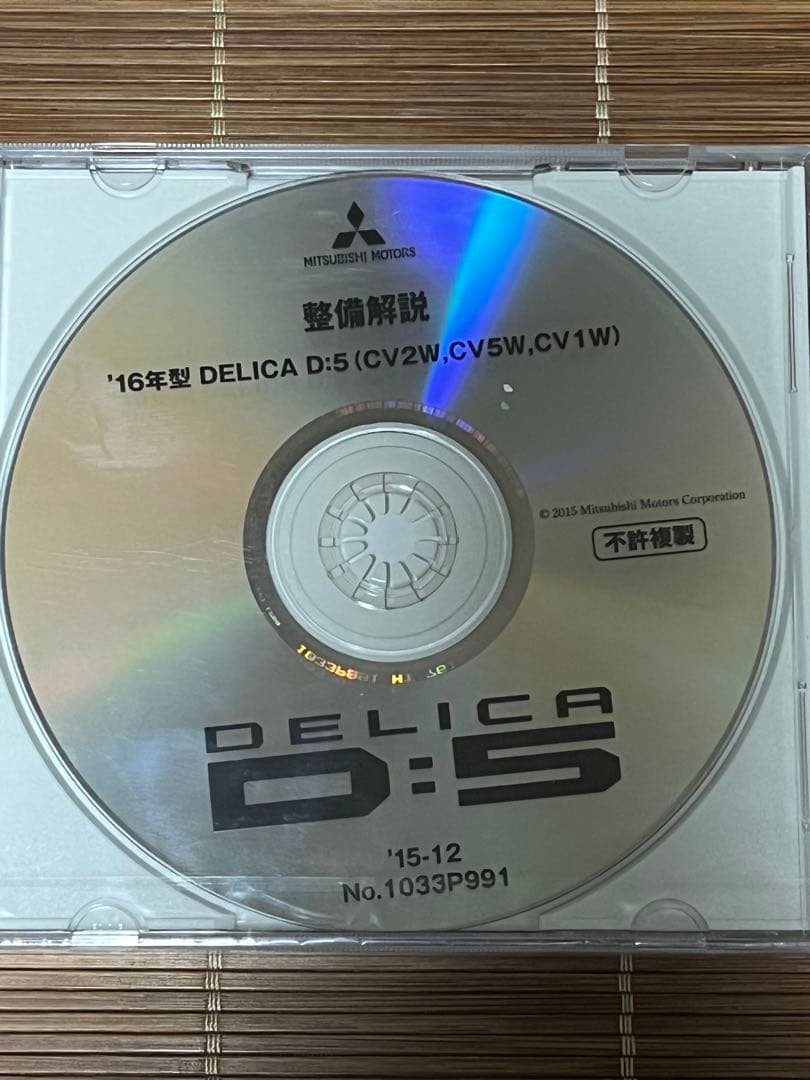 MITSUBISHI MOTORS
整備解説
'16年型 DELICA D:5 (CV2W,CV5W,CV1W)
© 2015 Mitsubishi Motors Corporation
不許複製
DELICA
D:5
'15-12
No.1033P991